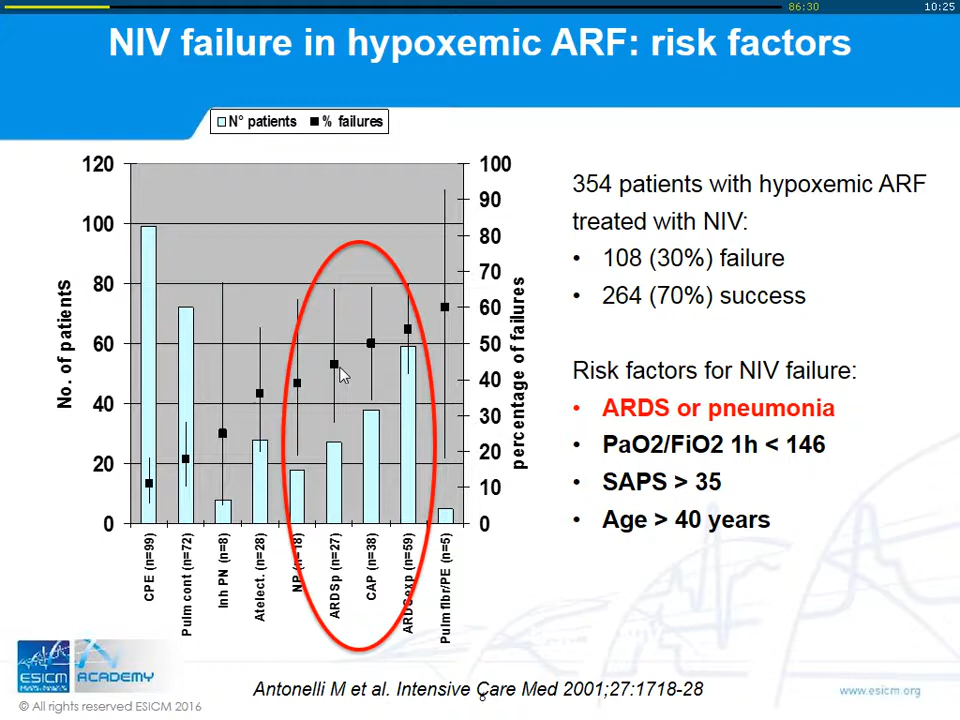 86:30
10:25
NIV failure in hypoxemic ARF: risk factors
N° patients % failures
120
100
80
60
40
20
0
No. of patients
100
90
80
70
60
50
40
30
20
10
0
percentage of failures
CPE (n=99)
Pulm cont (n=72)
Inh PN (n=8)
Atelect. (n=28)
NP (n=18)
ARDSp (n=27)
CAP (n=38)
ARDSexp (n=59)
Pulm fibr/PE (n=5)
354 patients with hypoxemic ARF
treated with NIV:
• 108 (30%) failure
• 264 (70%) success
Risk factors for NIV failure:
• ARDS or pneumonia
• PaO2/FiO2 1h < 146
• SAPS > 35
• Age > 40 years
ESICM
ACADEMY
Antonelli M et al. Intensive Care Med 2001;27:1718-28
www.esicm.org
© All rights reserved ESICM 2016